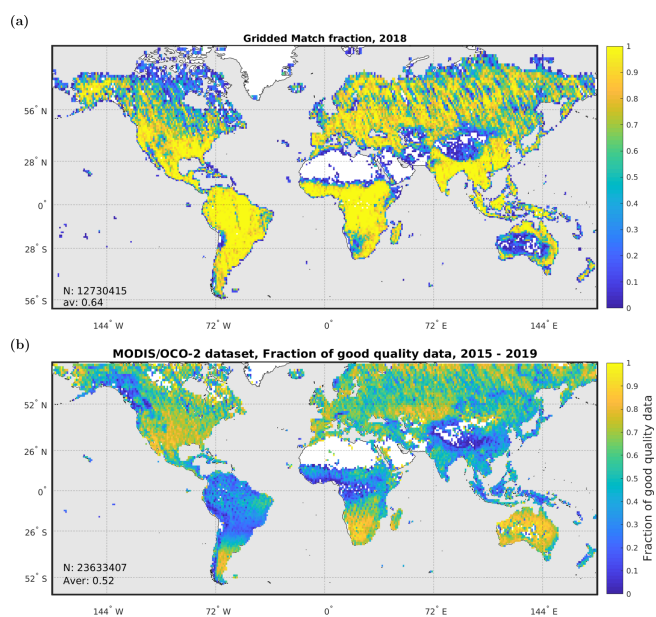 (a)
Gridded Match fraction, 2018
56° N
28° N
0°
28° S
56° S
N: 12730415
av: 0.64
144° W
72° W
0°
72° E
144° E
1
0.9
0.8
0.7
0.6
0.5
0.4
0.3
0.2
0.1
0
(b)
MODIS/OCO-2 dataset, Fraction of good quality data, 2015 - 2019
52° N
26° N
0°
26° S
52° S
N: 23633407
Aver: 0.52
144° W
72° W
0°
72° E
144° E
1
0.9
0.8
0.7
0.6
0.5
0.4
0.3
0.2
0.1
0
Fraction of good quality data